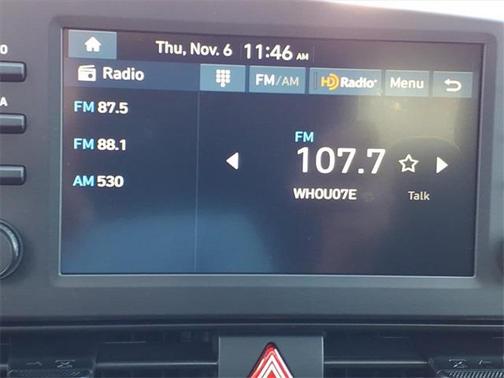 Thu, Nov. 6 11:46 AM
Radio FM/AM HD Radio Menu
FM 87.5
FM 88.1
AM 530
FM
107.7
WHOU07E Talk